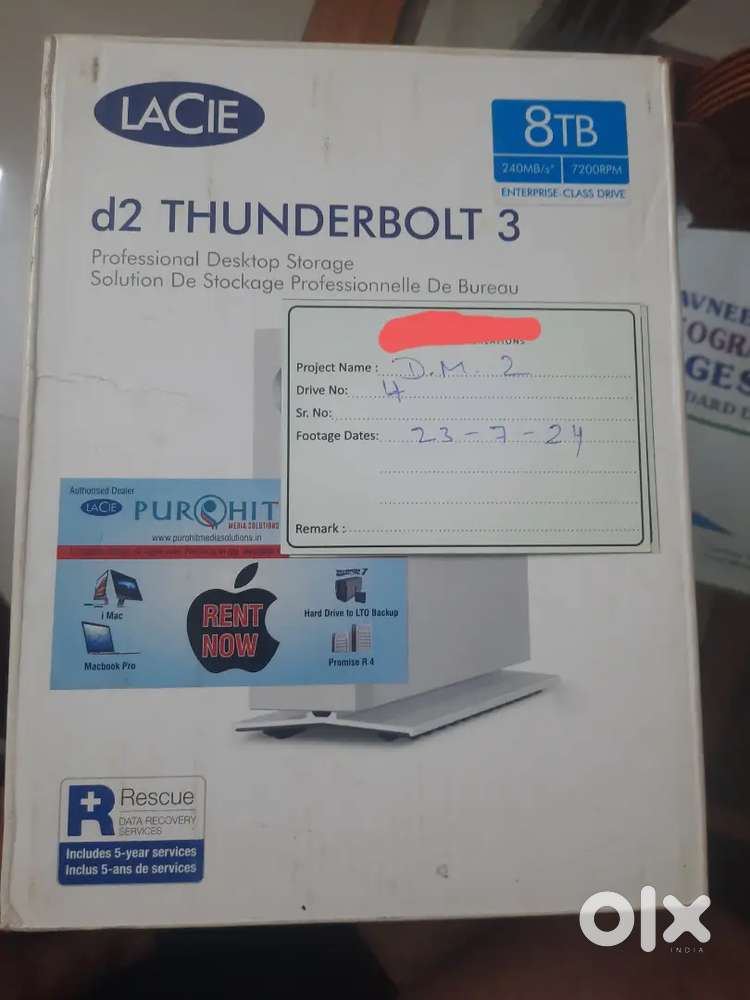 LACIE
8TB
240MB/s* 7200RPM
ENTERPRISE-CLASS DRIVE
d2 THUNDERBOLT 3
Professional Desktop Storage
Solution De Stockage Professionnelle De Bureau
Project Name : D.M. 2
Drive No: 4
Sr. No:
Footage Dates: 23-7-24
Remark :
Authorised Dealer
LACIE PUROHIT
MEDIA SOLUTIONS
www.purohitmediasolutions.in
i Mac
Macbook Pro
RENT
NOW
Hard Drive to LTO Backup
Promise R 4
R Rescue
DATA RECOVERY
SERVICES
Includes 5-year services
Inclus 5-ans de services
DARD
olx
INDIA